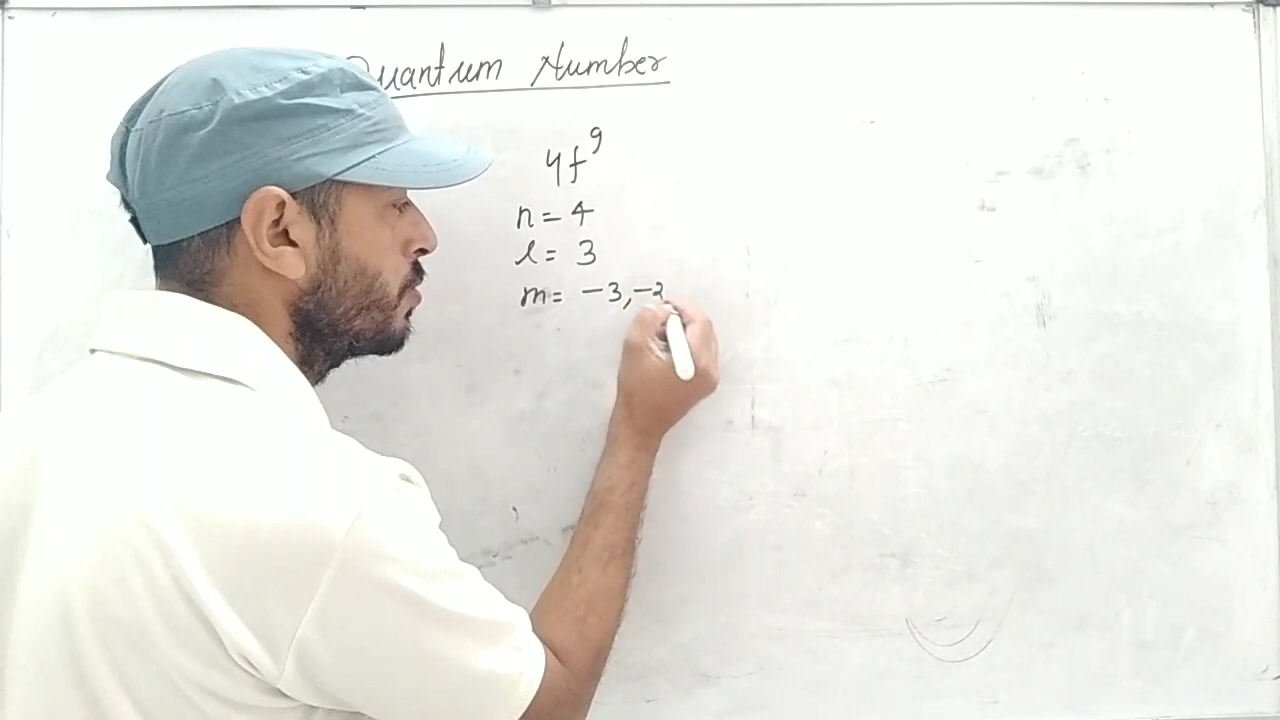 Quantum Number
4f⁹
n = 4
l = 3
m = -3, -2